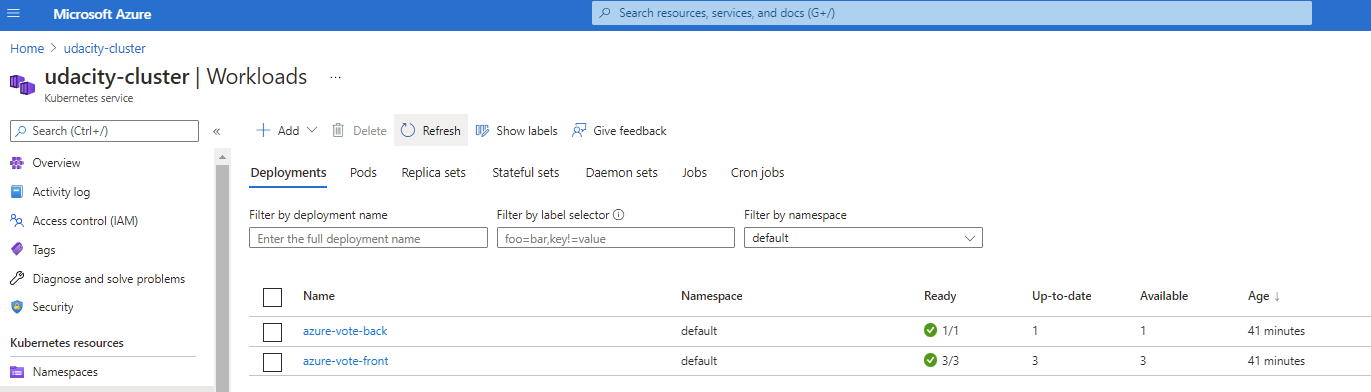 Microsoft Azure
Search resources, services, and docs (G+/)
Home > udacity-cluster
udacity-cluster | Workloads ...
Kubernetes service
Search (Ctrl+/) «
Overview
Activity log
Access control (IAM)
Tags
Diagnose and solve problems
Security
Kubernetes resources
Namespaces
Add Delete Refresh Show labels Give feedback
Deployments Pods Replica sets Stateful sets Daemon sets Jobs Cron jobs
Filter by deployment name Filter by label selector Filter by namespace
Enter the full deployment name foo=bar,key!=value default
Name Namespace Ready Up-to-date Available Age ↓
azure-vote-back default 1/1 1 1 41 minutes
azure-vote-front default 3/3 3 3 41 minutes